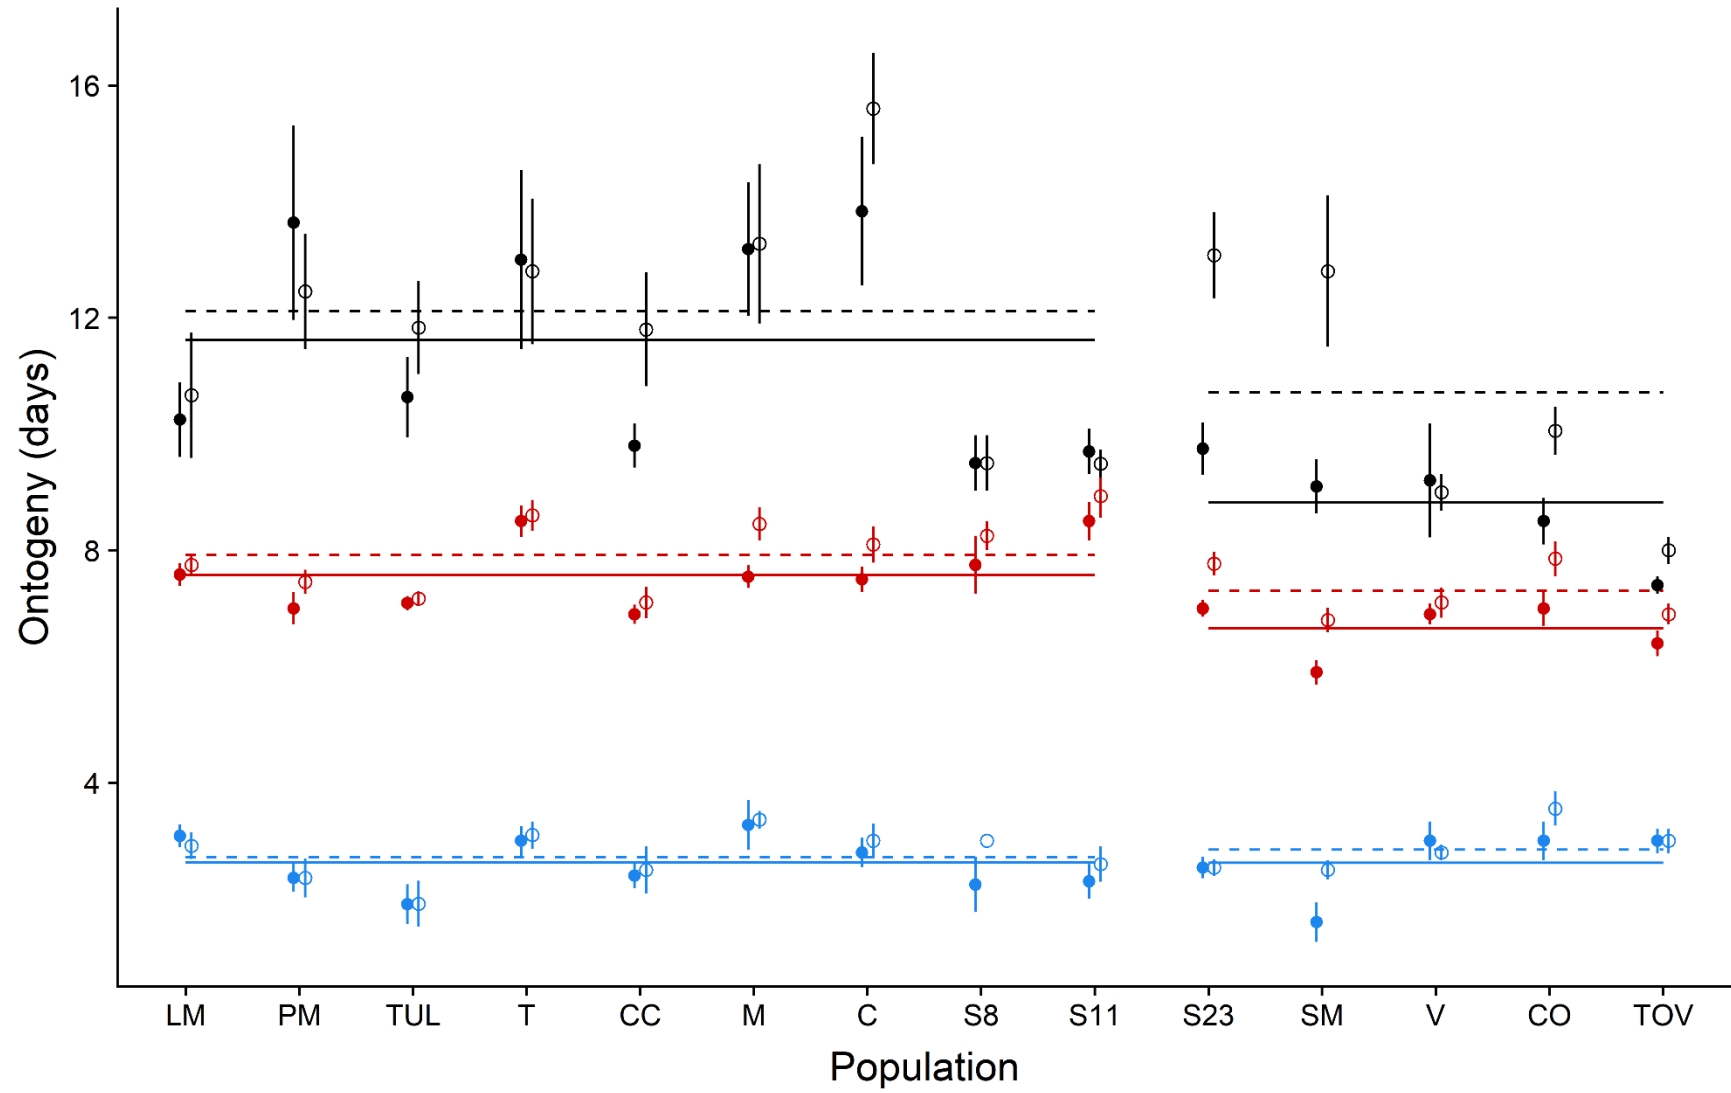 Ontogeny (days)
16
12
8
4
LM PM TUL T CC M C S8 S11 S23 SM V CO TOV
Population